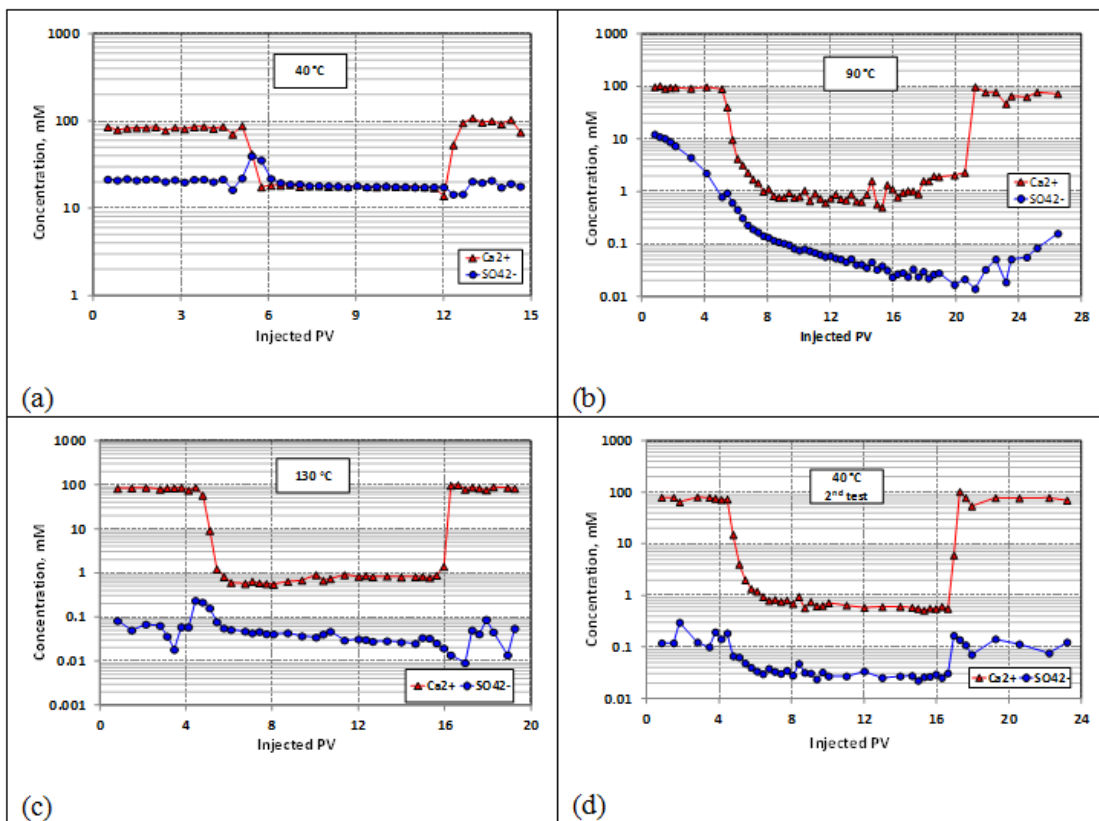 1000
100
10
1
Concentration, mM
40°C
Ca2+
SO42-
0 3 6 9 12 15
Injected PV
(a)
1000
100
10
1
0.1
0.01
Concentration, mM
90°C
Ca2+
SO42-
0 4 8 12 16 20 24 28
Injected PV
(b)
1000
100
10
1
0.1
0.01
0.001
Concentration, mM
130 °C
Ca2+ SO42-
0 4 8 12 16 20
Injected PV
(c)
1000
100
10
1
0.1
0.01
Concentration, mM
40°C
2nd test
Ca2+ SO42-
0 4 8 12 16 20 24
Injected PV
(d)